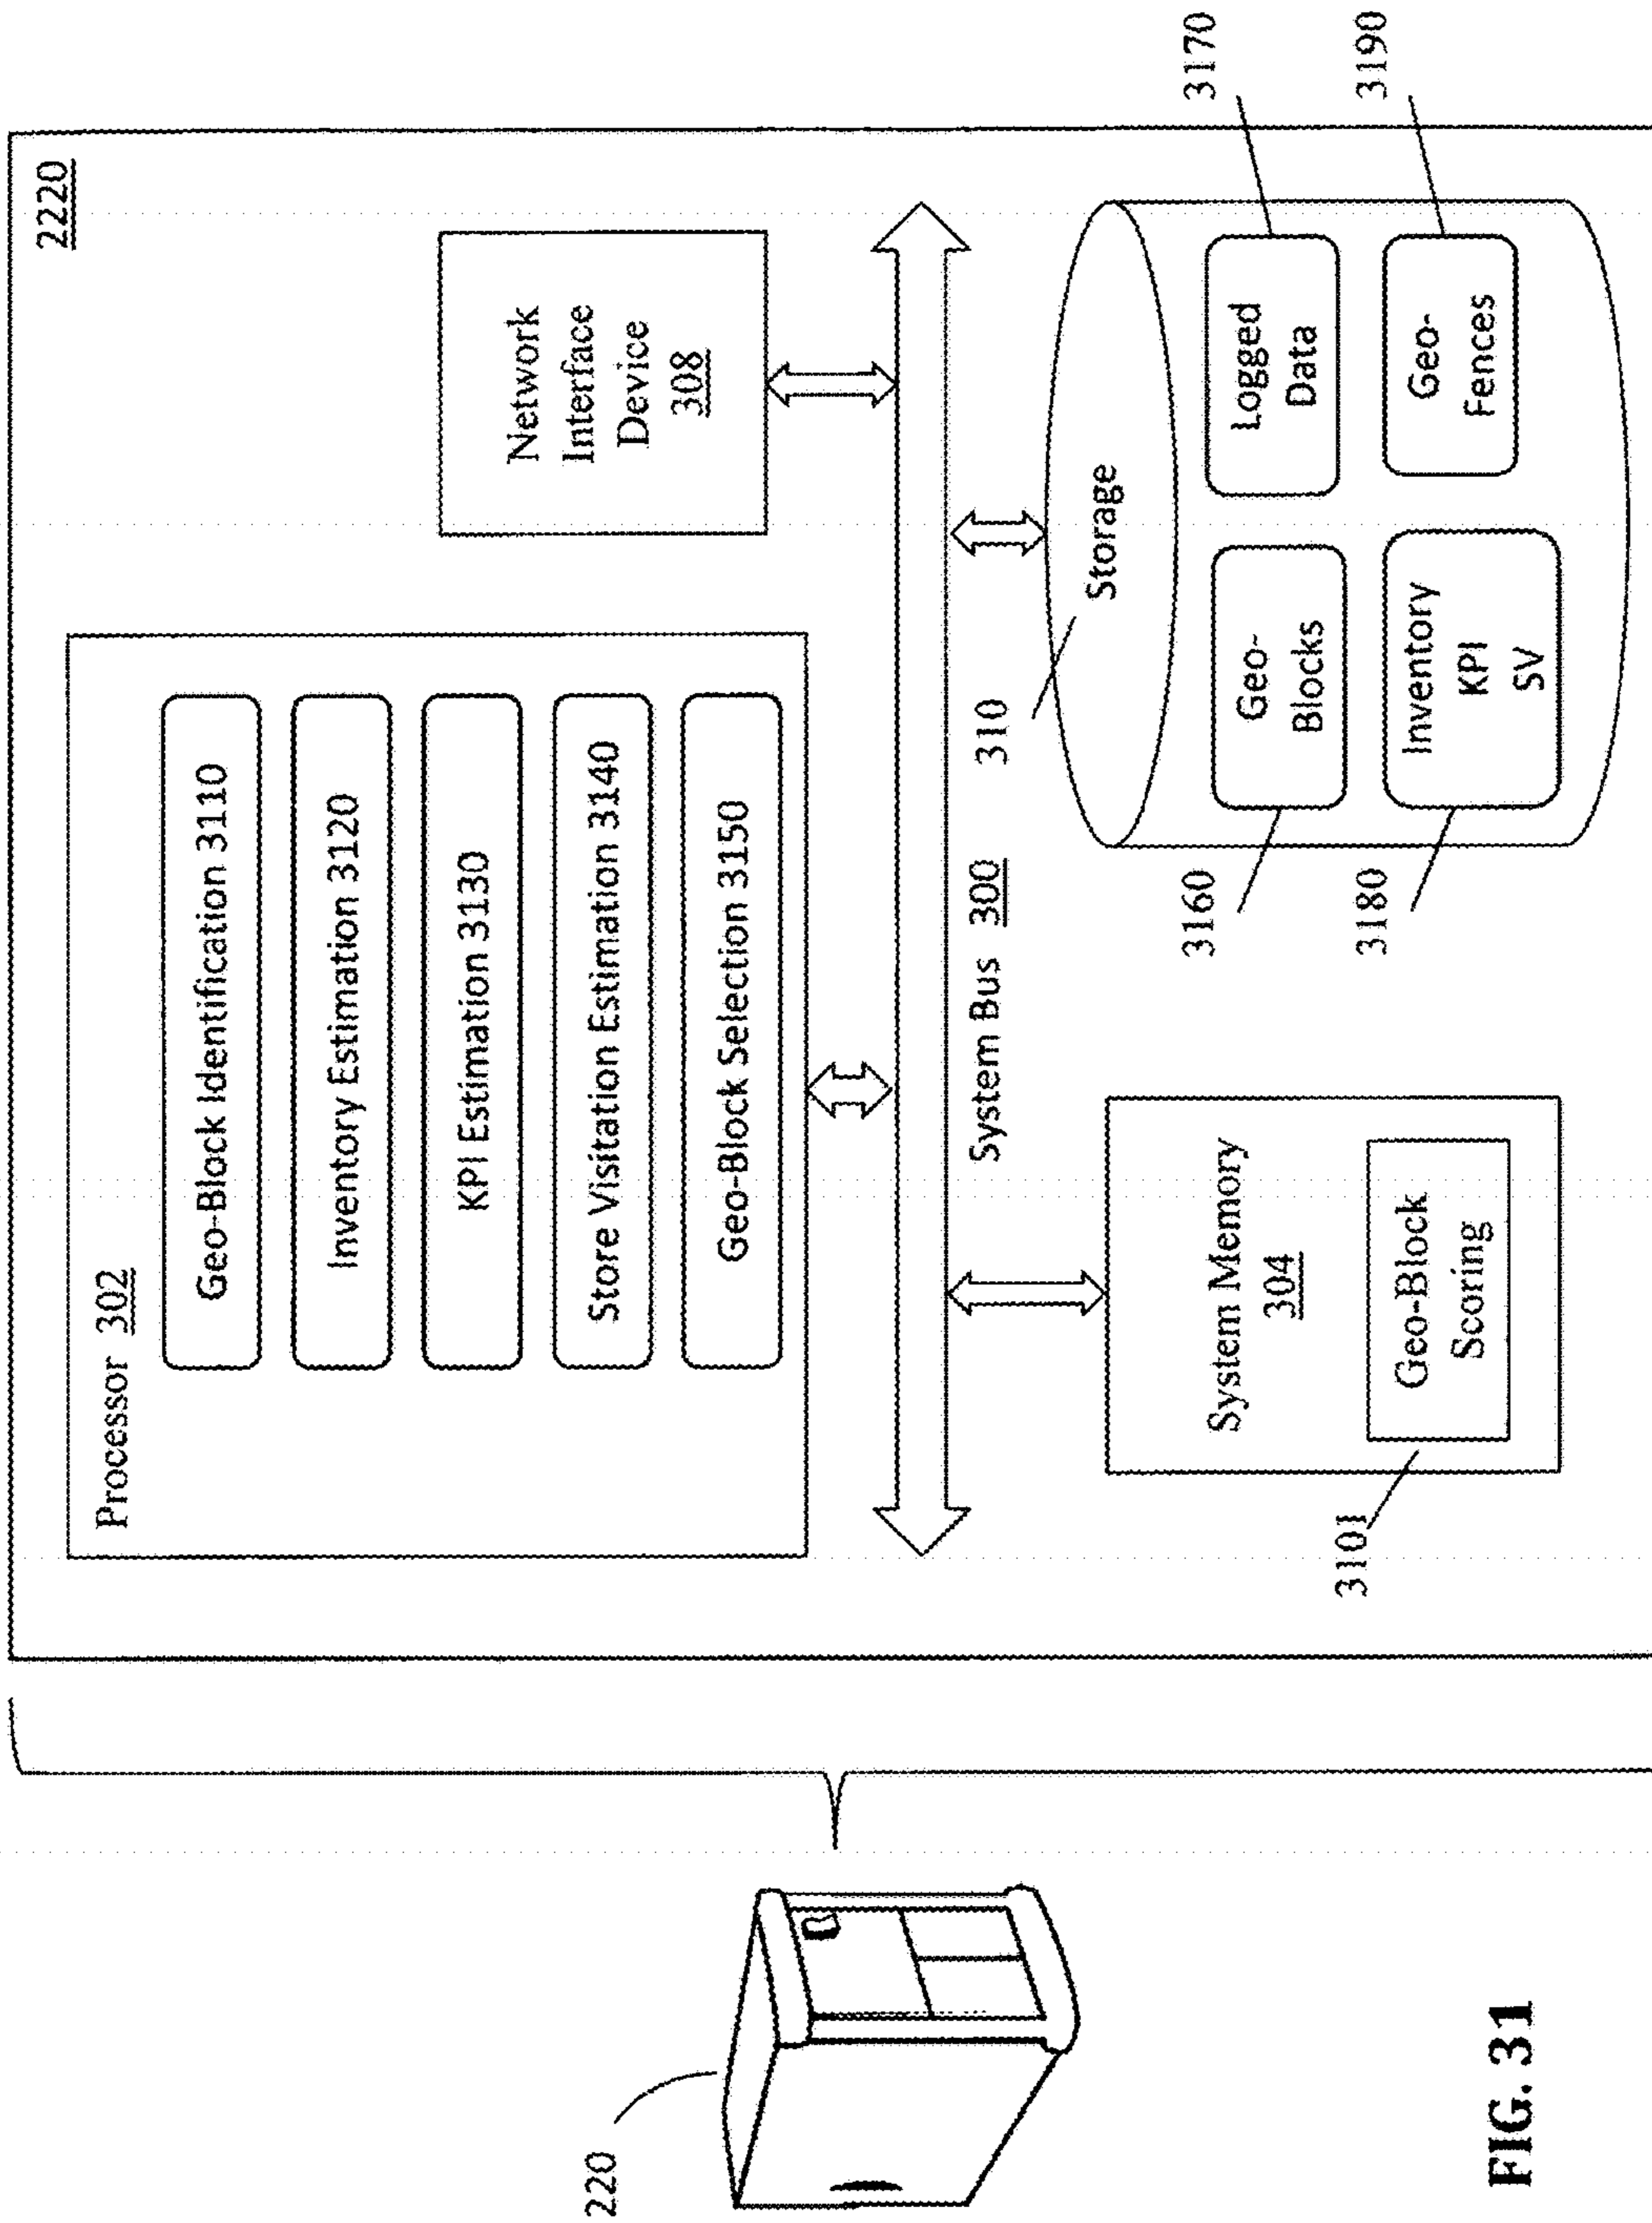 2220
Processor 302
Geo-Block Identification 3110
Inventory Estimation 3120
KPI Estimation 3130
Store Visitation Estimation 3140
Geo-Block Selection 3150
Network
Interface
Device
308
System Bus 300
310
Storage
3160
Geo-
Blocks
Logged
Data
3170
3180
Inventory
KPI
SV
Geo-
Fences
3190
System Memory
304
3101
Geo-Block
Scoring
220
FIG. 31